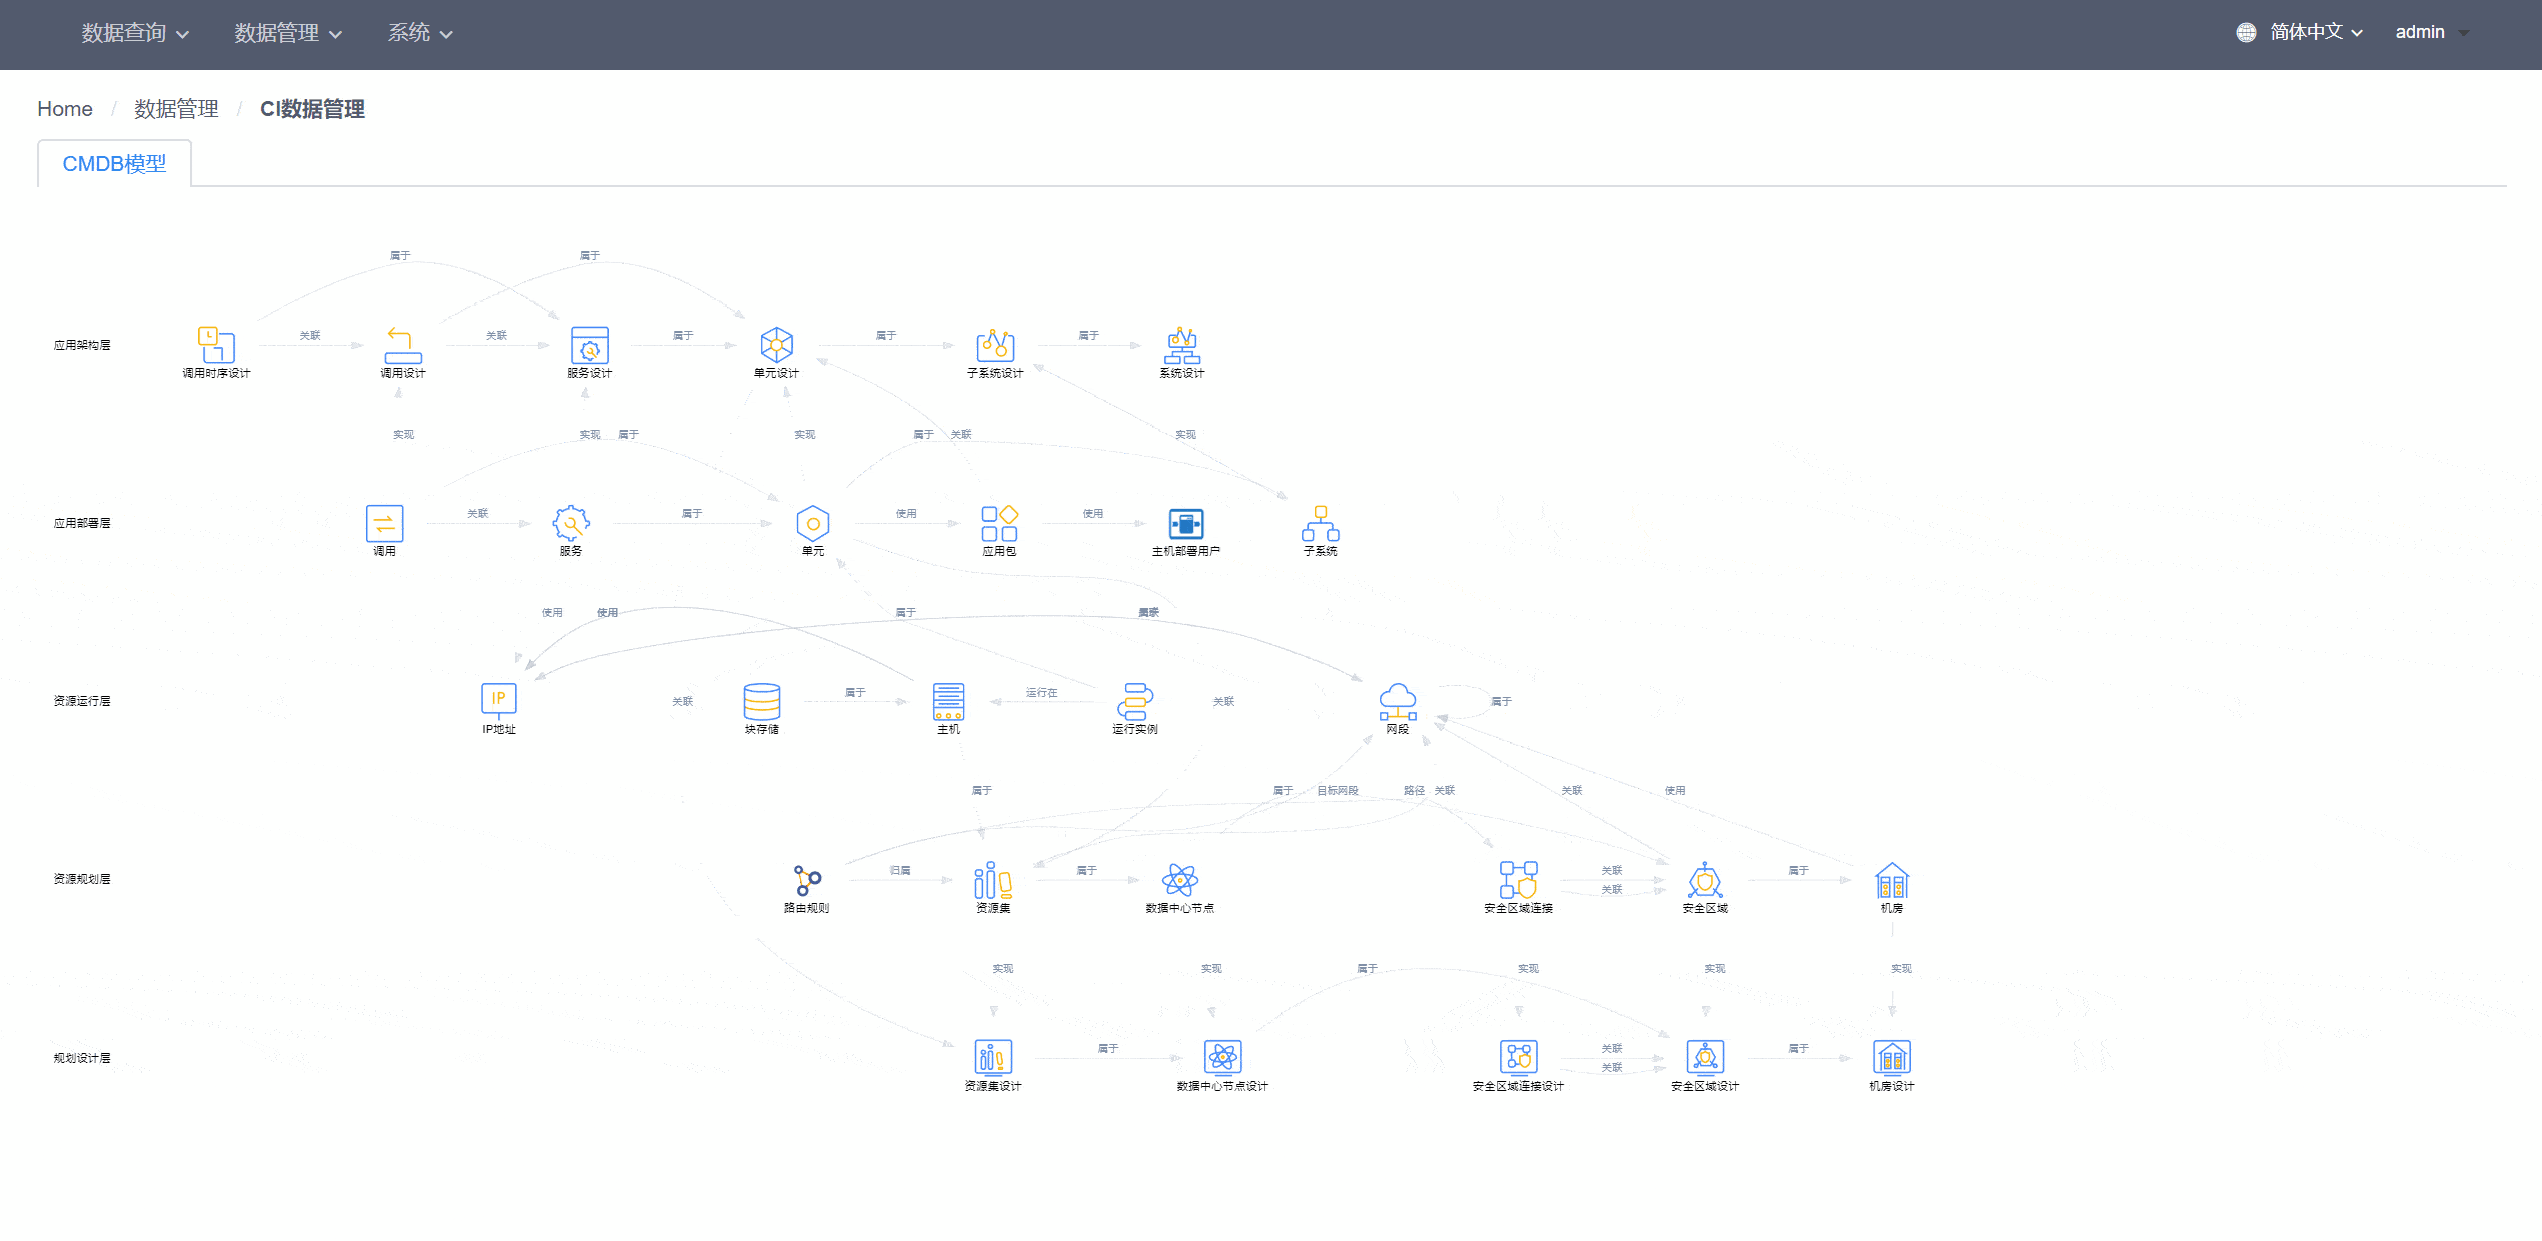 数据查询 数据管理 系统 简体中文 admin
Home / 数据管理 / CI数据管理
CMDB模型
属于 属于
应用架构层 关联 关联 属于 属于 属于
调用时序设计 调用设计 服务设计 单元设计 子系统设计 系统设计
实现 实现 属于 实现 属于 关联 实现
应用部署层 关联 属于 使用 使用
调用 服务 单元 应用包 主机部署用户 子系统
使用 使用 属于
资源运行层 关联 属于 运行在 关联 属于
IP
IP地址 块存储 主机 运行实例 网段
属于 属于 目标网段 路径 关联 关联 使用
资源规划层 归属 属于 关联 属于
关联
路由规则 资源集 数据中心节点 安全区域连接 安全区域 机房
实现 实现 属于 实现 实现 实现
规划设计层 属于 关联 属于
关联
资源集设计 数据中心节点设计 安全区域连接设计 安全区域设计 机房设计